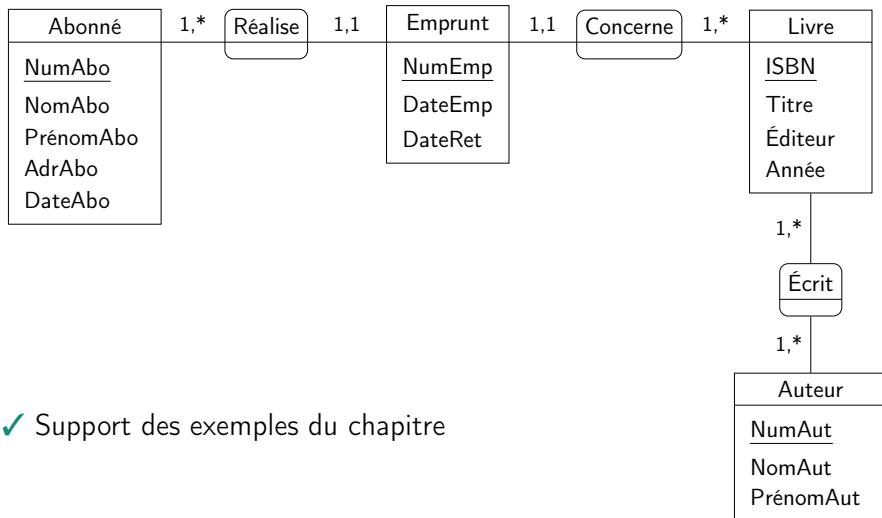 Abonné 1,* Réalise 1,1 Emprunt 1,1 Concerne 1,* Livre
NumAbo
NomAbo
PrénomAbo
AdrAbo
DateAbo
NumEmp
DateEmp
DateRet
ISBN
Titre
Éditeur
Année
1,*
Écrit
1,*
Auteur
NumAut
NomAut
PrénomAut
✓ Support des exemples du chapitre